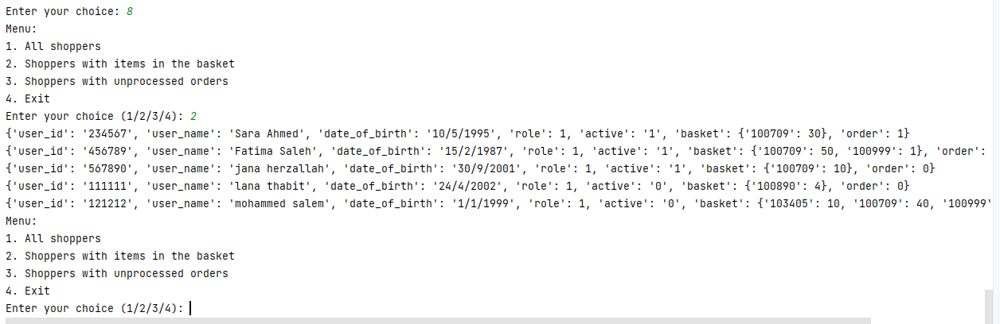 Enter your choice: 8
Menu:
1. All shoppers
2. Shoppers with items in the basket
3. Shoppers with unprocessed orders
4. Exit
Enter your choice (1/2/3/4): 2
{'user_id': '234567', 'user_name': 'Sara Ahmed', 'date_of_birth': '10/5/1995', 'role': 1, 'active': '1', 'basket': {'100709': 30}, 'order': 1}
{'user_id': '456789', 'user_name': 'Fatima Saleh', 'date_of_birth': '15/2/1987', 'role': 1, 'active': '1', 'basket': {'100709': 50, '100999': 1}, 'order':
{'user_id': '567890', 'user_name': 'jana herzallah', 'date_of_birth': '30/9/2001', 'role': 1, 'active': '1', 'basket': {'100709': 10}, 'order': 0}
{'user_id': '111111', 'user_name': 'lana thabit', 'date_of_birth': '24/4/2002', 'role': 1, 'active': '0', 'basket': {'100890': 4}, 'order': 0}
{'user_id': '121212', 'user_name': 'mohammed salem', 'date_of_birth': '1/1/1999', 'role': 1, 'active': '0', 'basket': {'103405': 10, '100709': 40, '100999'
Menu:
1. All shoppers
2. Shoppers with items in the basket
3. Shoppers with unprocessed orders
4. Exit
Enter your choice (1/2/3/4):